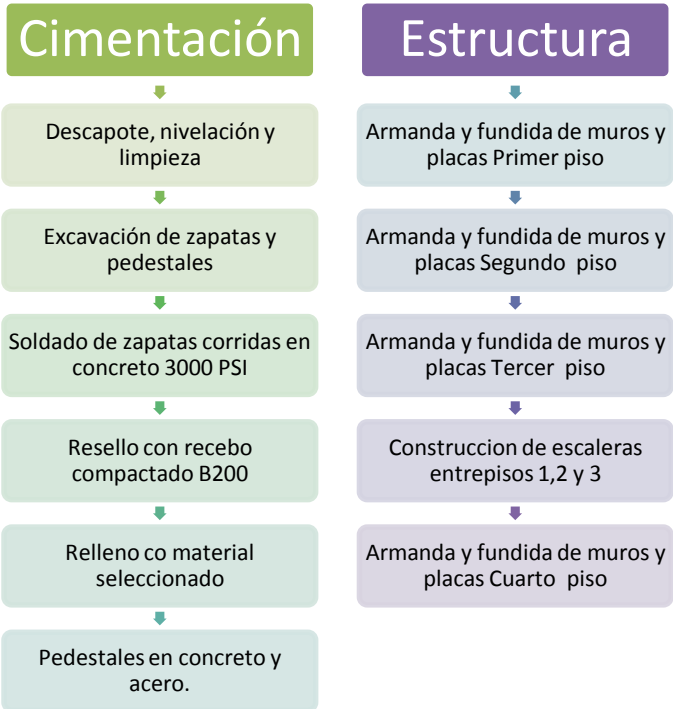 Cimentación
Descapote, nivelación y
limpieza
Excavación de zapatas y
pedestales
Soldado de zapatas corridas en
concreto 3000 PSI
Resello con recebo
compactado B200
Relleno co material
seleccionado
Pedestales en concreto y
acero.
Estructura
Armanda y fundida de muros y
placas Primer piso
Armanda y fundida de muros y
placas Segundo piso
Armanda y fundida de muros y
placas Tercer piso
Construccion de escaleras
entrepisos 1,2 y 3
Armanda y fundida de muros y
placas Cuarto piso